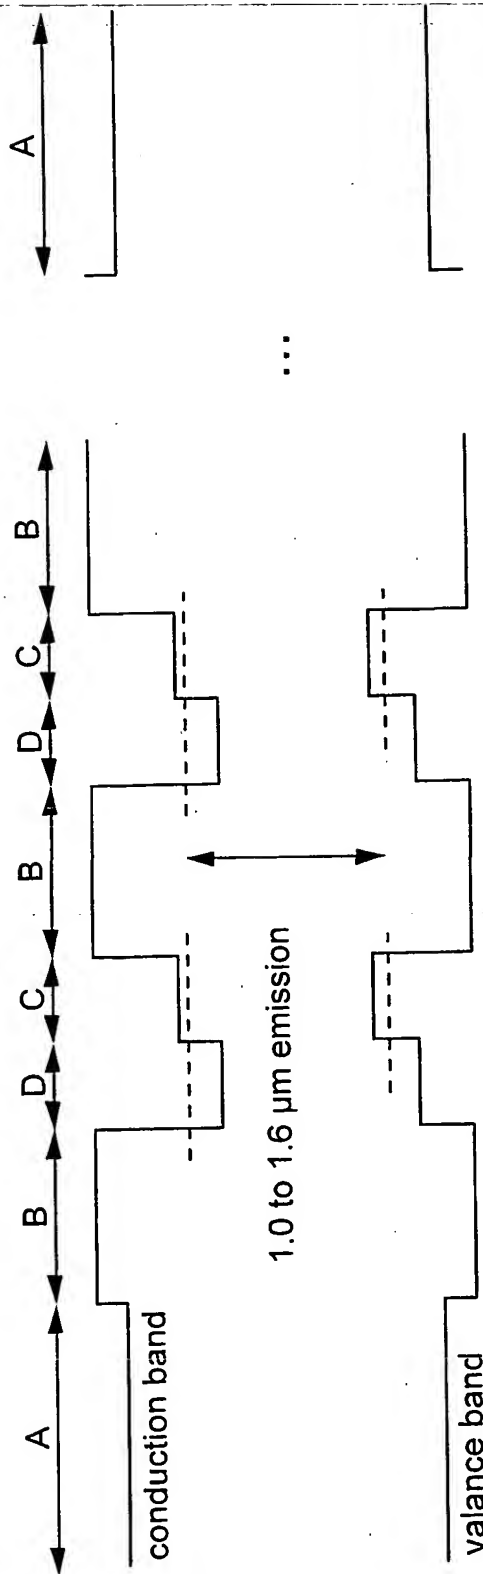 A B D C B D C B A
...
1.0 to 1.6 µm emission
conduction band
valance band